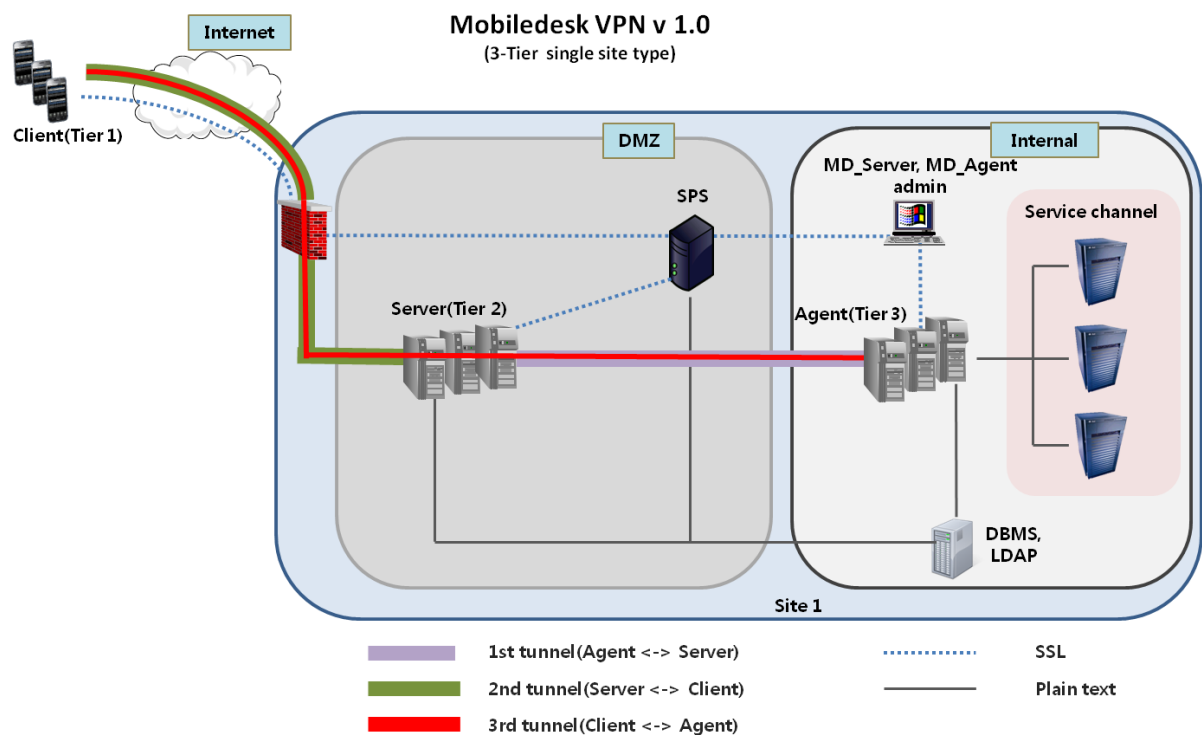 Mobiledesk VPN v 1.0
(3-Tier single site type)
Internet
Client(Tier 1)
DMZ
Internal
MD_Server, MD_Agent
admin
SPS
Service channel
Server(Tier 2)
Agent(Tier 3)
DBMS,
LDAP
Site 1
1st tunnel(Agent <-> Server)
SSL
2nd tunnel(Server <-> Client)
Plain text
3rd tunnel(Client <-> Agent)